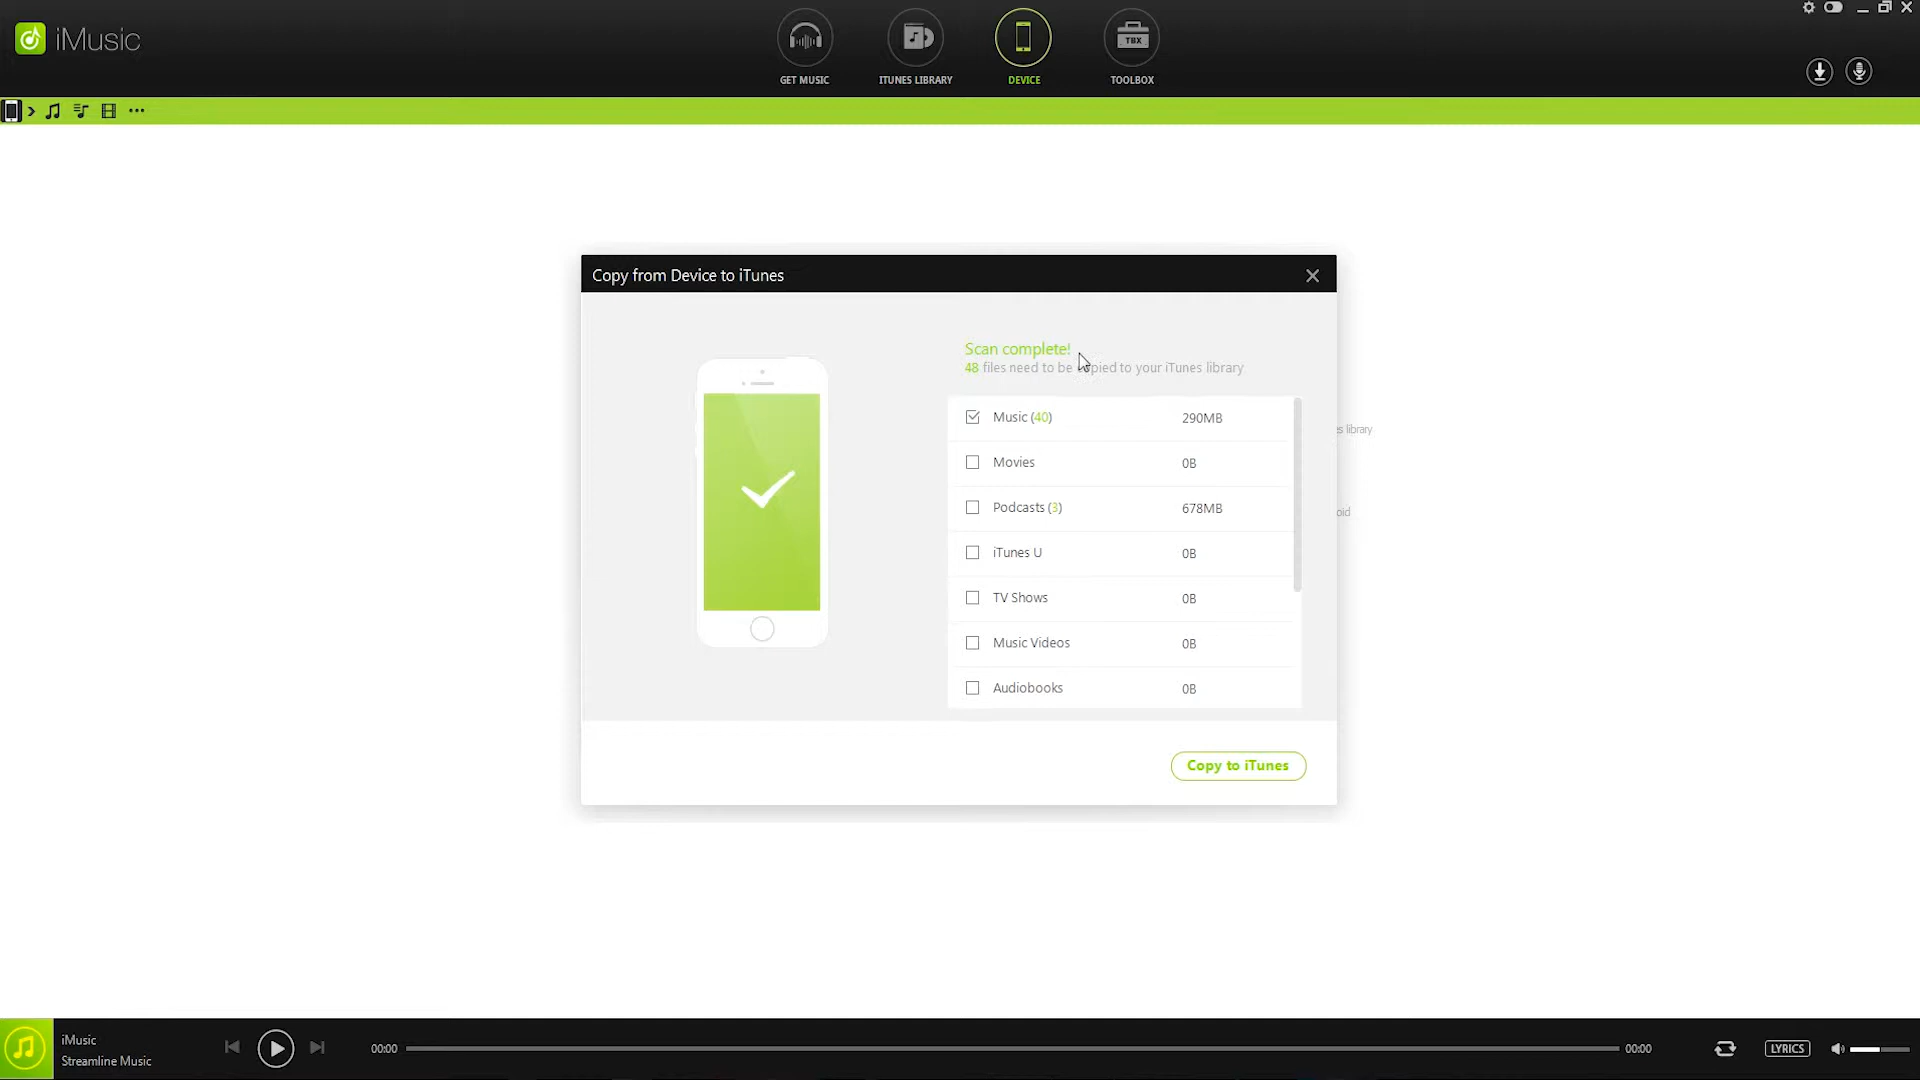 iMusic
GET MUSIC
ITUNES LIBRARY
DEVICE
TBX
TOOLBOX
Copy from Device to iTunes
Scan complete!
48 files need to be copied to your iTunes library
Music (40) 290MB
Movies 0B
Podcasts (3) 678MB
iTunes U 0B
TV Shows 0B
Music Videos 0B
Audiobooks 0B
library
Copy to iTunes
iMusic
Streamline Music
00:00
00:00
LYRICS